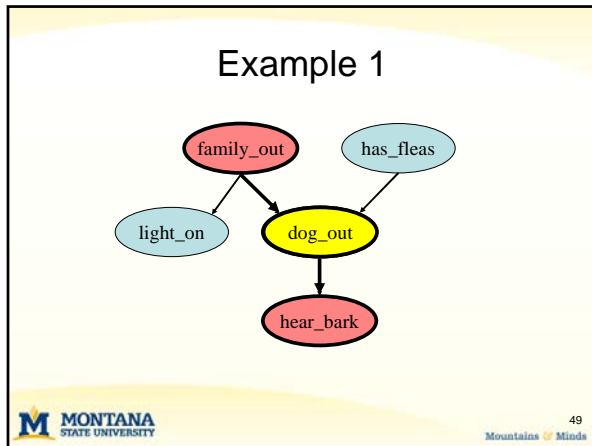 Example 1
family_out
has_fleas
light_on
dog_out
hear_bark
M MONTANA
STATE UNIVERSITY
49
Mountains & Minds